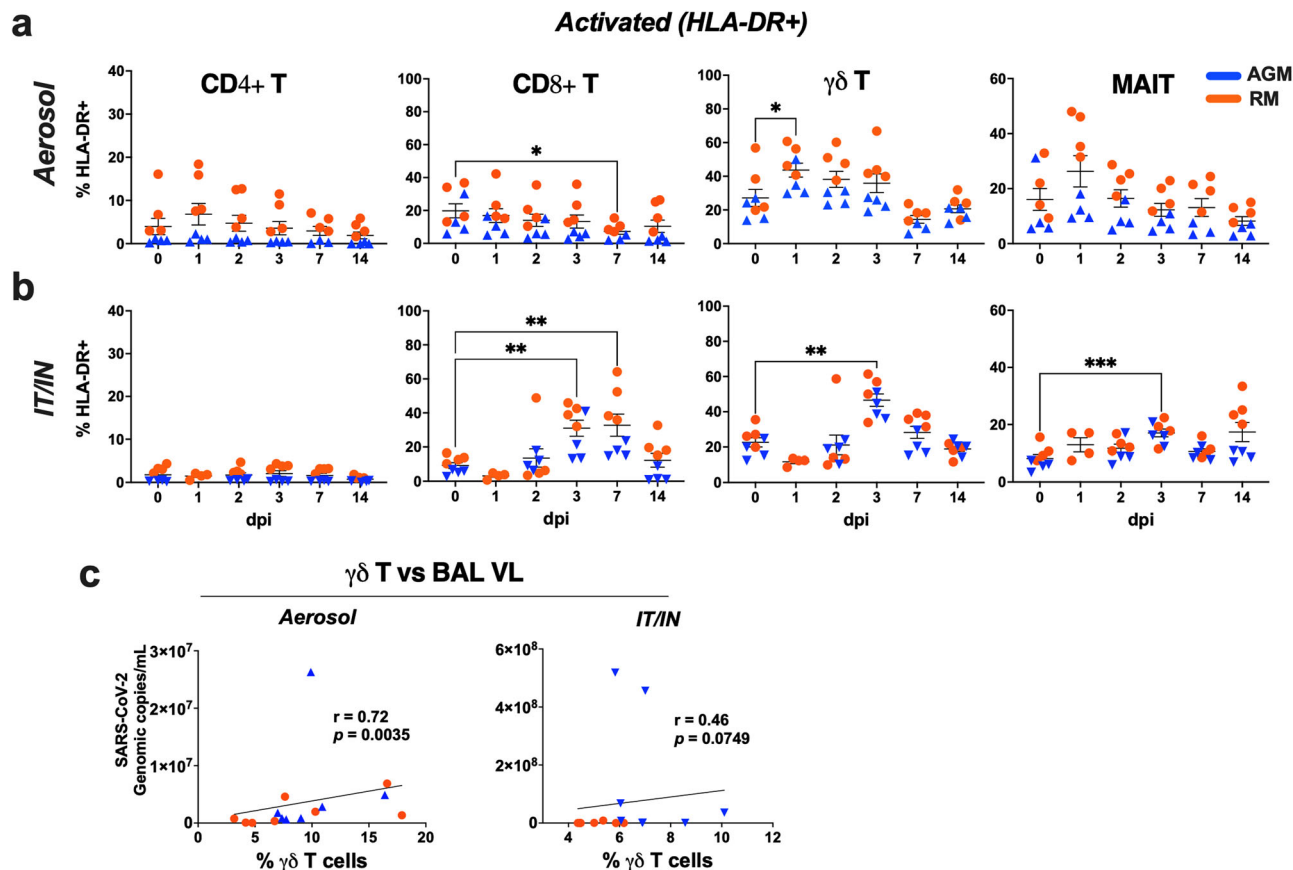 a
Activated (HLA-DR+)
Aerosol
% HLA-DR+
CD4+ T
40
30
20
10
0
0 1 2 3 7 14
CD8+ T
100
80
60
40
20
0
*
0 1 2 3 7 14
γδ T
100
80
60
40
20
0
*
0 1 2 3 7 14
MAIT
60
40
20
0
0 1 2 3 7 14
AGM
RM
b
IT/IN
% HLA-DR+
40
30
20
10
0
0 1 2 3 7 14
dpi
100
80
60
40
20
0
**
**
0 1 2 3 7 14
100
80
60
40
20
0
**
0 1 2 3 7 14
dpi
60
40
20
0
***
0 1 2 3 7 14
c
γδ T vs BAL VL
Aerosol
SARS-CoV-2
Genomic copies/mL
3×10⁷
2×10⁷
1×10⁷
0
r = 0.72
p = 0.0035
0 5 10 15 20
% γδ T cells
IT/IN
6×10⁸
4×10⁸
2×10⁸
0
r = 0.46
p = 0.0749
4 6 8 10 12
% γδ T cells